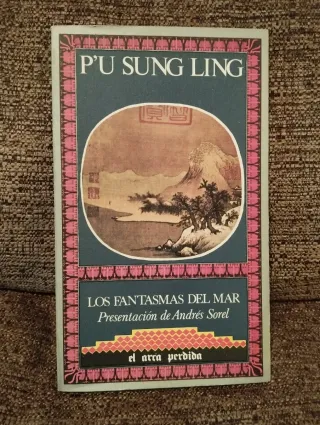 P'U SUNG LING
LOS FANTASMAS DEL MAR
Presentación de Andrés Sorel
el arca perdida